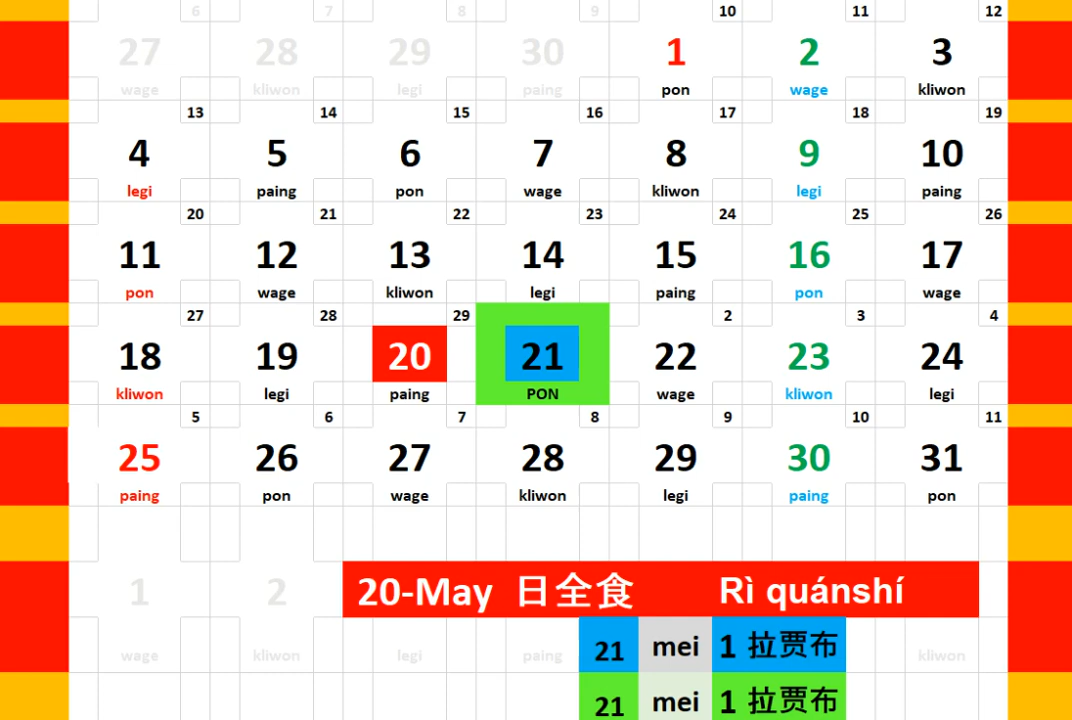 6 7 8 9 10 11 12
27 28 29 30 1 2 3
wage kliwon legi paing pon wage kliwon
13 14 15 16 17 18 19
4 5 6 7 8 9 10
legi paing pon wage kliwon legi paing
20 21 22 23 24 25 26
11 12 13 14 15 16 17
pon wage kliwon legi paing pon wage
27 28 29 2 3 4
18 19 20 21 22 23 24
kliwon legi paing PON wage kliwon legi
5 6 7 8 9 10 11
25 26 27 28 29 30 31
paing pon wage kliwon legi paing pon
1 2 20-May 日全食 Rì quánshí
wage kliwon legi paing 21 mei 1 拉贾布 kliwon
21 mei 1 拉贾布